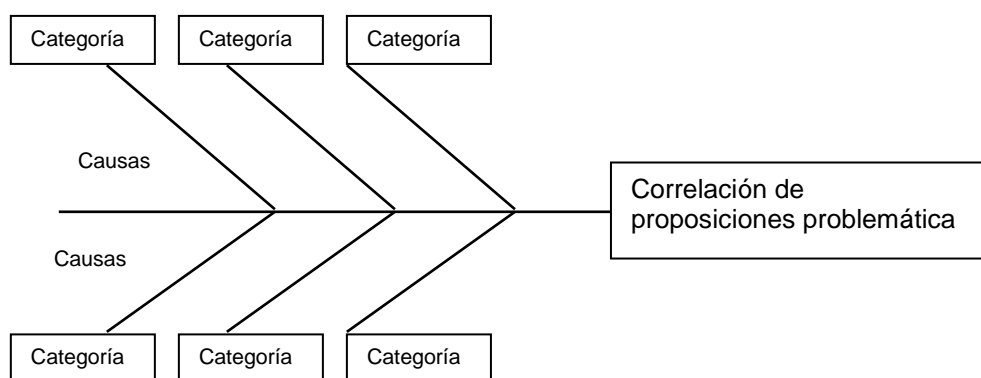 Categoría
Categoría
Categoría
Causas
Correlación de
proposiciones problemática
Causas
Categoría
Categoría
Categoría